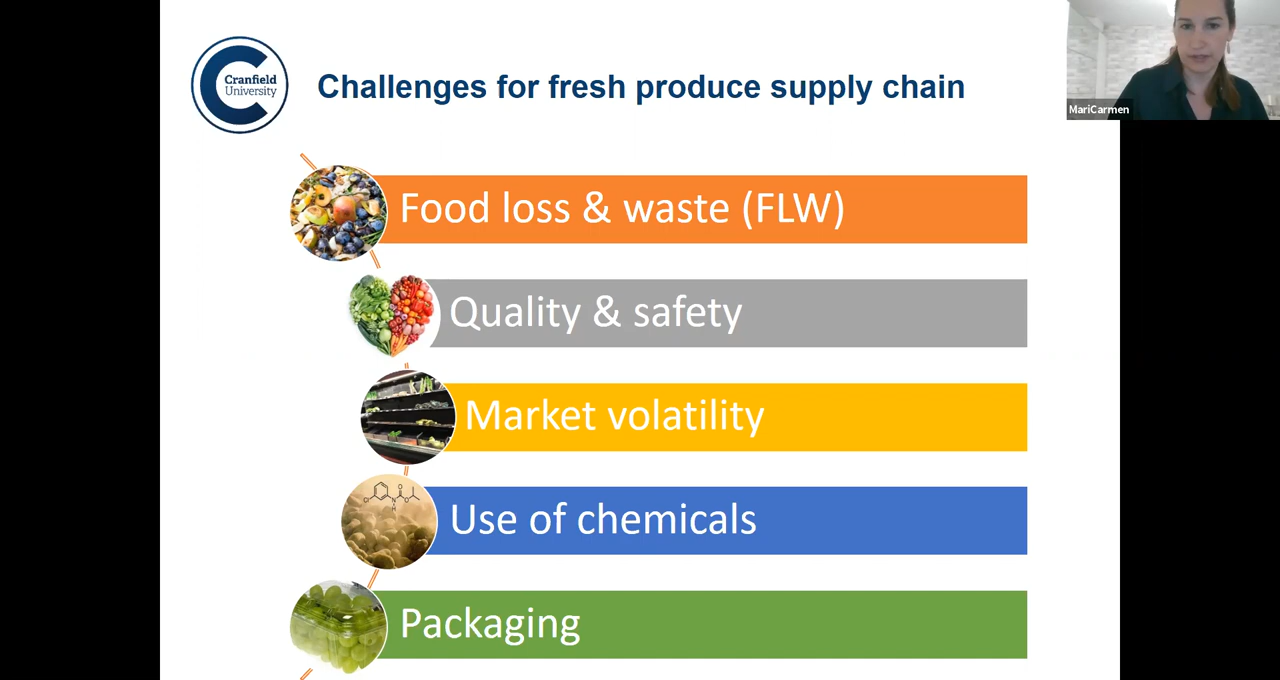 Cranfield
University
Challenges for fresh produce supply chain
MariCarmen
Food loss & waste (FLW)
Quality & safety
Market volatility
Use of chemicals
Packaging